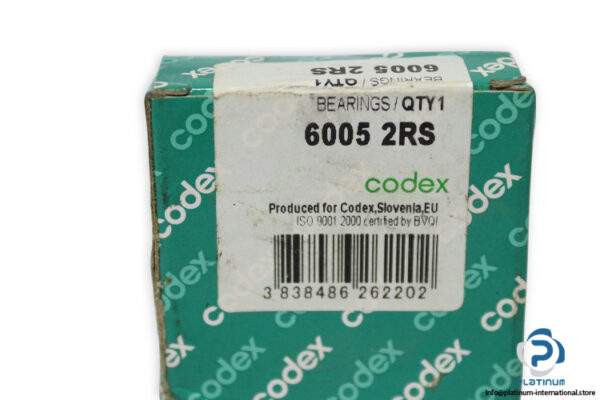 codex
6005 2RS
BEARINGS / QTY1
BEARINGS / QTY1
6005 2RS
codex
Produced for Codex,Slovenia,EU
ISO 9001 2000 certified by BVQI
3 838486 262202
codex
codex
codex
codex
codex
codex
codex
PLATINUM
info@platinum-international.store